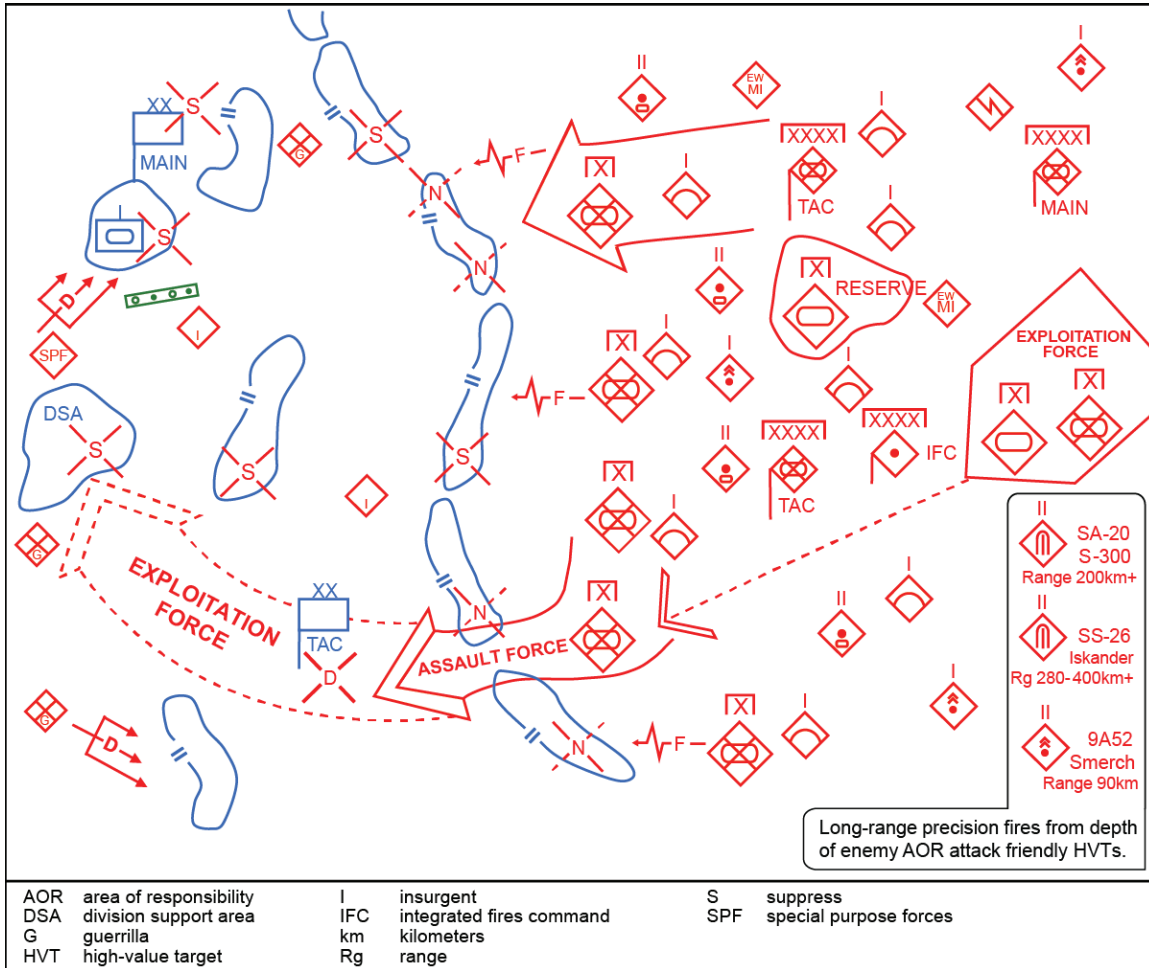 I
II
EW
MI
I
XX
S
S
XXXX
XXXX
G
F
MAIN
X
I
TAC
MAIN
N
I
I
S
II
X
RESERVE
N
EW
MI
D
I
SPF
X
I
I
I
F
EXPLOITATION
FORCE
X
X
DSA
S
S
S
II
XXXX
XXXX
IFC
TAC
I
X
I
II
SA-20
S-300
Range 200km+
G
EXPLOITATION
FORCE
XX
TAC
D
N
ASSAULT FORCE
X
I
II
II
SS-26
Iskander
Rg 280-400km+
G
D
N
F
X
I
I
II
9A52
Smerch
Range 90km
Long-range precision fires from depth
of enemy AOR attack friendly HVTs.
AOR area of responsibility
DSA division support area
G guerrilla
HVT high-value target
I insurgent
IFC integrated fires command
km kilometers
Rg range
S suppress
SPF special purpose forces